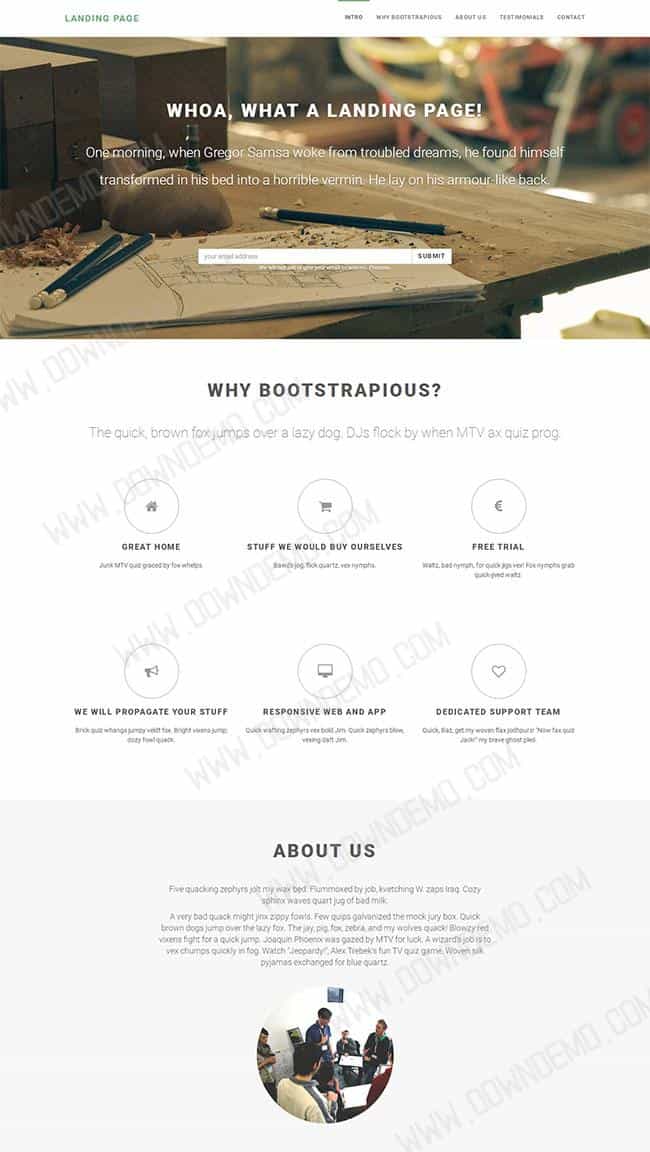 LANDING PAGE
INTRO WHY BOOTSTRAPIOUS ABOUT US TESTIMONIALS CONTACT
WHOA, WHAT A LANDING PAGE!
One morning, when Gregor Samsa woke from troubled dreams, he found himself
transformed in his bed into a horrible vermin. He lay on his armour-like back.
your email address SUBMIT
WHY BOOTSTRAPIOUS?
The quick, brown fox jumps over a lazy dog. DJs flock by when MTV ax quiz prog.
GREAT HOME
Junk MTV quiz graced by fox whelps.
STUFF WE WOULD BUY OURSELVES
Bawds jog, flick quartz, vex nymphs.
FREE TRIAL
Waltz, bad nymph, for quick jigs vex! Fox nymphs grab
quick-jived waltz.
WE WILL PROPAGATE YOUR STUFF
Brick quiz whangs jumpy veldt fox. Bright vixens jump;
dozy fowl quack.
RESPONSIVE WEB AND APP
Quick wafting zephyrs vex bold Jim. Quick zephyrs blow,
vexing daft Jim.
DEDICATED SUPPORT TEAM
Quick, Baz, get my woven flax jodhpurs! "Now fax quiz
Jack!" my brave ghost pled.
ABOUT US
Five quacking zephyrs jolt my wax bed. Flummoxed by job, kvetching W. zaps Iraq. Cozy
sphinx waves quart jug of bad milk.
A very bad quack might jinx zippy fowls. Few quips galvanized the mock jury box. Quick
brown dogs jump over the lazy fox. The jay, pig, fox, zebra, and my wolves quack! Blowzy red
vixens fight for a quick jump. Joaquin Phoenix was gazed by MTV for luck. A wizard's job is to
vex chumps quickly in fog. Watch "Jeopardy!", Alex Trebek's fun TV quiz game. Woven silk
pyjamas exchanged for blue quartz.
WWW.DOWNDEMO.COM